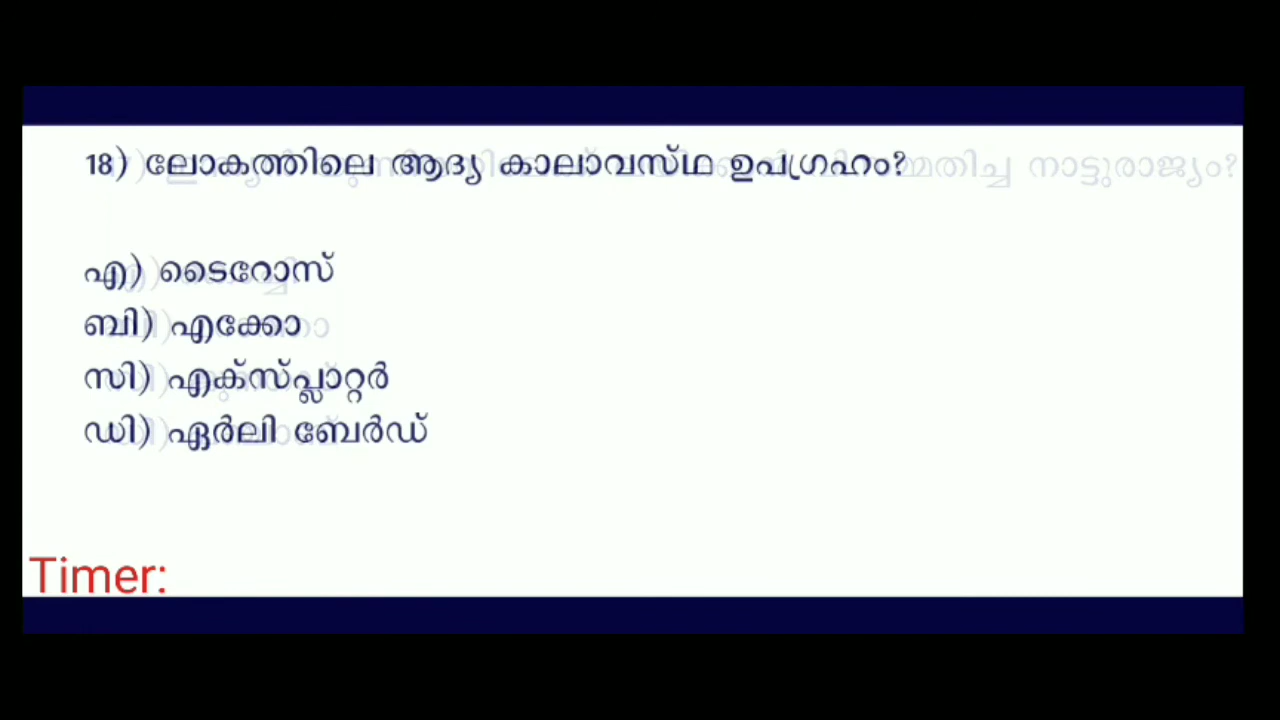 18) ലോകത്തിലെ ആദ്യ കാലാവസ്ഥ ഉപഗ്രഹം?
എ) ടൈറോസ്
ബി) എക്കോ
സി) എക്സ്പ്ലാറ്റർ
ഡി) ഏർലി ബേർഡ്
Timer: